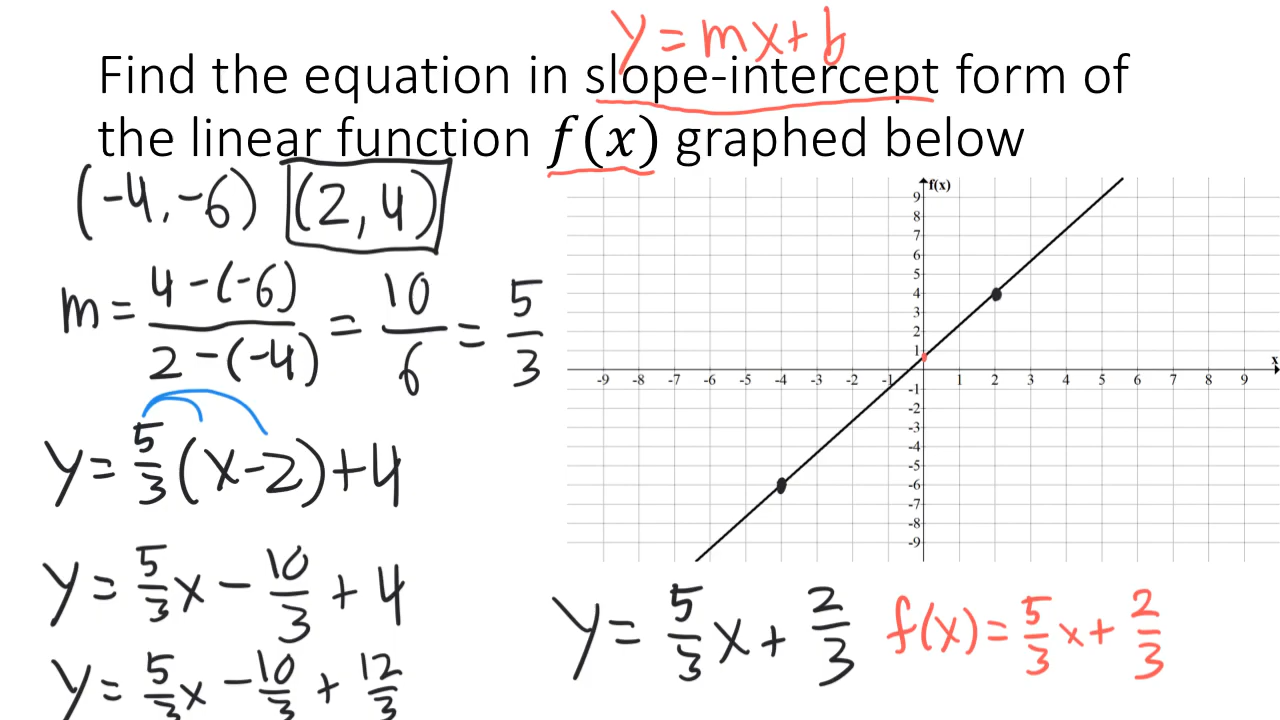 y = mx + b
Find the equation in slope-intercept form of
the linear function f(x) graphed below
(-4, -6) (2, 4)
m = 4 - (-6) / 2 - (-4) = 10/6 = 5/3
y = 5/3 (x - 2) + 4
y = 5/3 x - 10/3 + 4
y = 5/3 x - 10/3 + 12/3
f(x)
9
8
7
6
5
4
3
2
1
x
-9 -8 -7 -6 -5 -4 -3 -2 -1 1 2 3 4 5 6 7 8 9
-1
-2
-3
-4
-5
-6
-7
-8
-9
y = 5/3 x + 2/3 f(x) = 5/3 x + 2/3